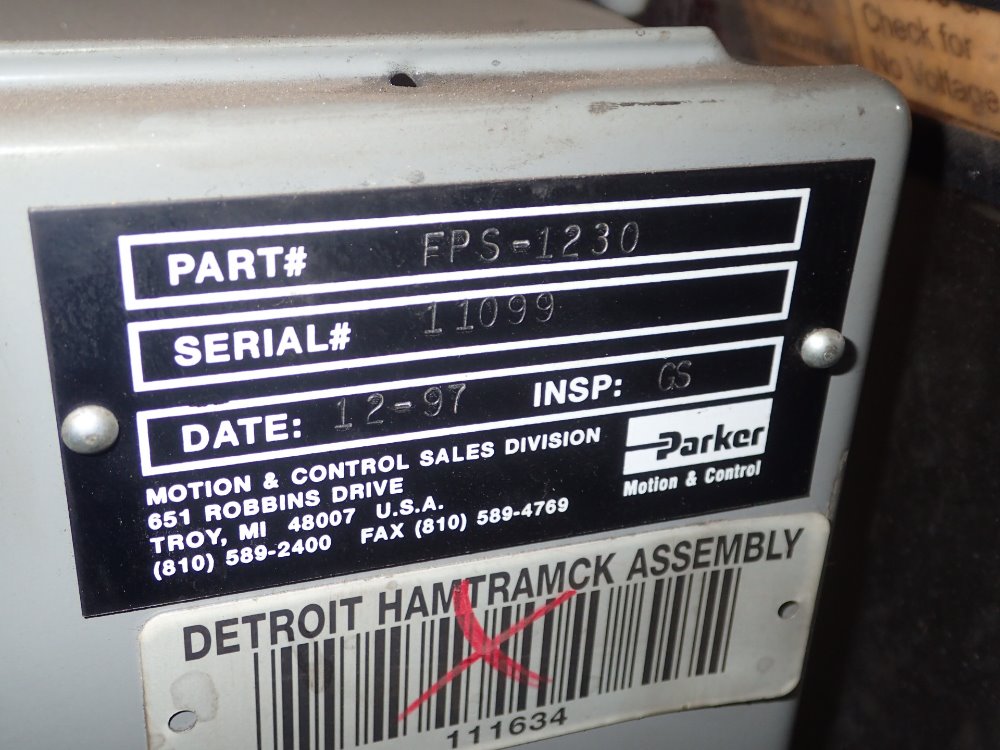 Check for
No Voltage
PART# FPS-1230
SERIAL# 11099
DATE: 12-97 INSP: GS
MOTION & CONTROL SALES DIVISION
651 ROBBINS DRIVE
TROY, MI 48007 U.S.A.
(810) 589-2400 FAX (810) 589-4769
Parker
Motion & Control
DETROIT HAMTRAMCK ASSEMBLY
111634